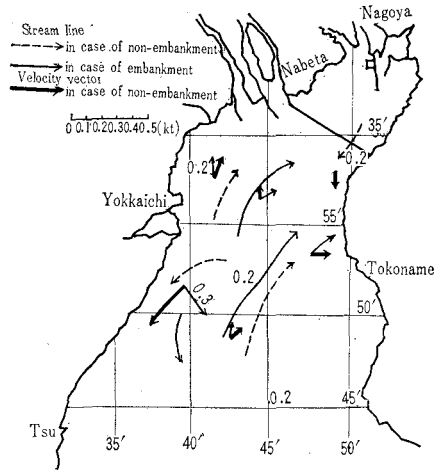 Stream line
in case of non-embankment
in case of embankment
Velocity vector
in case of non-embankment
0 0.1 0.2 0.3 0.4 0.5 (kt)
Nagoya
Nabeta
35′
0.2
0.2
Yokkaichi
55′
0.2
Tokoname
0.3
50′
0.2
45′
Tsu
35′
40″
45′
50′